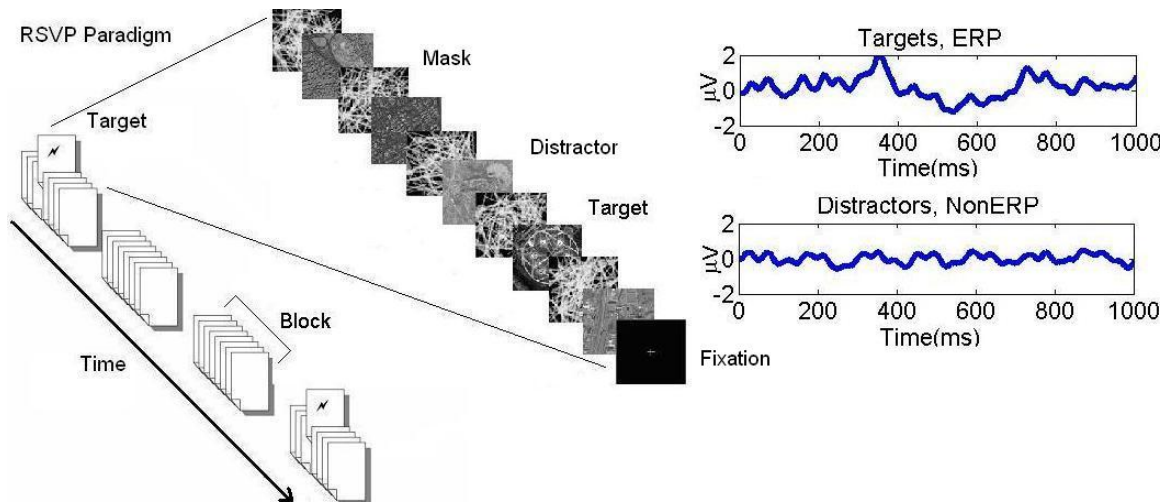 RSVP Paradigm
Target
Block
Time
Mask
Distractor
Target
Fixation
Targets, ERP
2
0
-2
μV
0 200 400 600 800 1000
Time(ms)
Distractors, NonERP
2
0
-2
μV
0 200 400 600 800 1000
Time(ms)